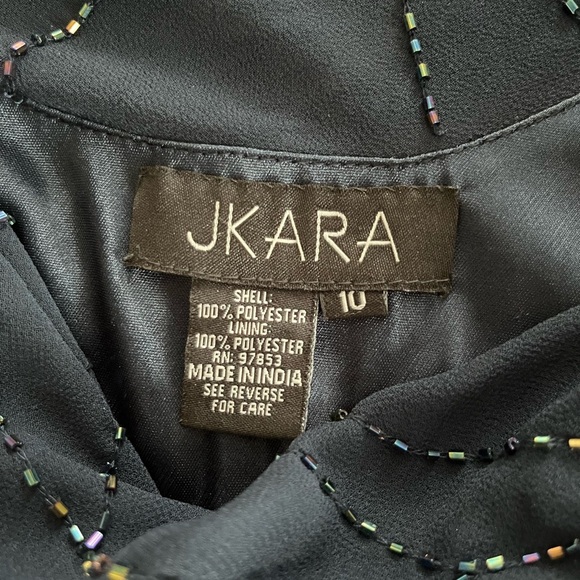 JKARA
10
SHELL:
100% POLYESTER
LINING:
100% POLYESTER
RN: 97853
MADE IN INDIA
SEE REVERSE
FOR CARE